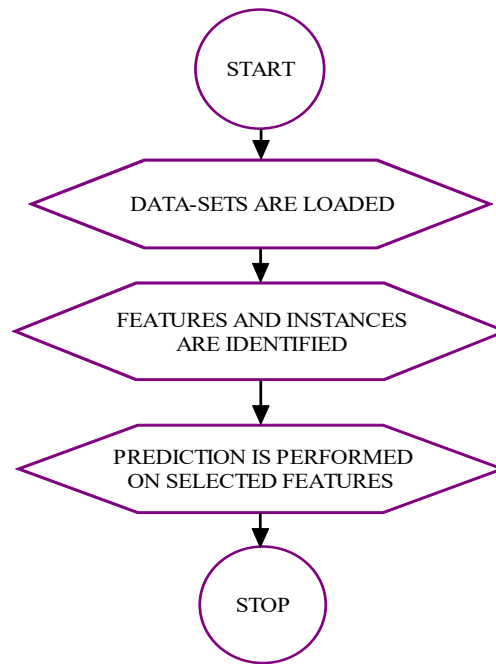 START
DATA-SETS ARE LOADED
FEATURES AND INSTANCES
ARE IDENTIFIED
PREDICTION IS PERFORMED
ON SELECTED FEATURES
STOP